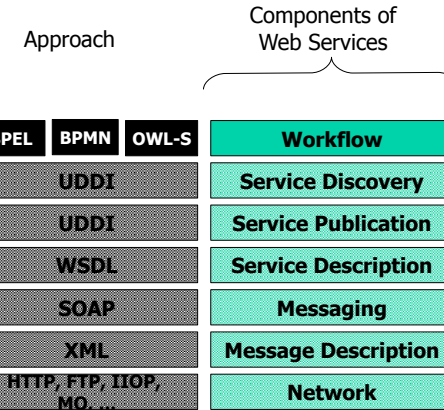 Approach
Components of
Web Services
PEL BPMN OWL-S Workflow
UDDI Service Discovery
UDDI Service Publication
WSDL Service Description
SOAP Messaging
XML Message Description
HTTP, FTP, IIOP,
MQ, ... Network